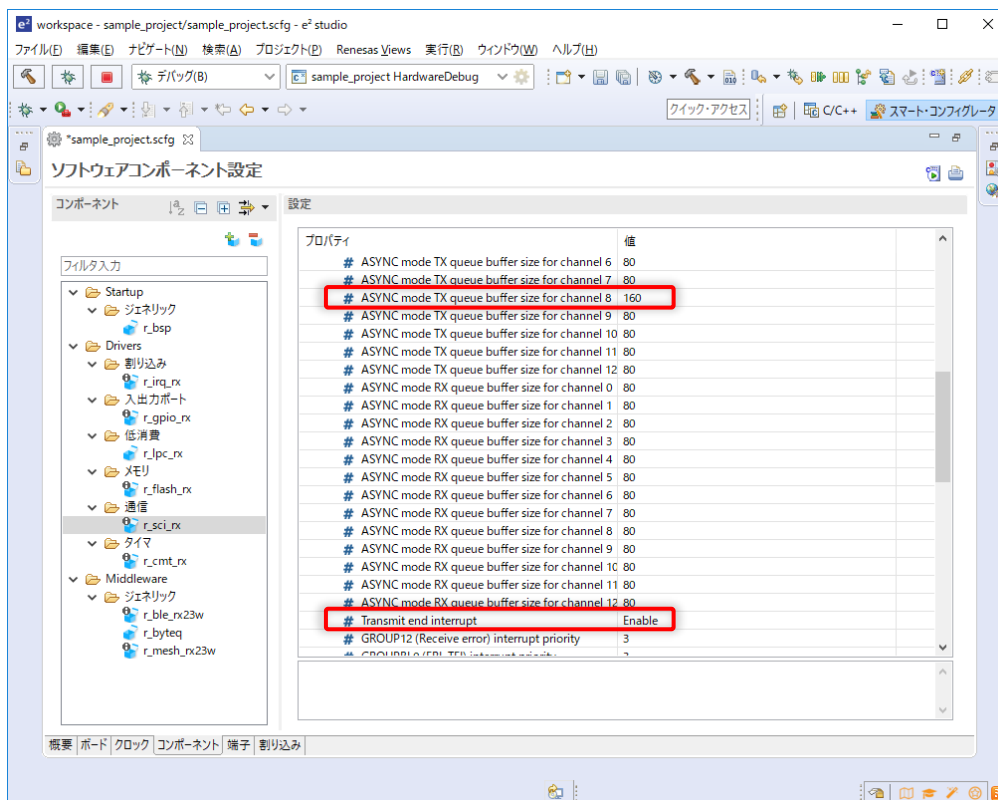 workspace - sample_project/sample_project.scfg - e² studio
ファイル(F) 編集(E) ナビゲート(N) 検索(A) プロジェクト(P) Renesas Views 実行(R) ウィンドウ(W) ヘルプ(H)
デバッグ(B) sample_project HardwareDebug
クイック・アクセス C/C++ スマート・コンフィグレータ
*sample_project.scfg
ソフトウェアコンポーネント設定
コンポーネント
設定
フィルタ入力
Startup
ジェネリック
r_bsp
Drivers
割り込み
r_irq_rx
入出力ポート
r_gpio_rx
低消費
r_lpc_rx
メモリ
r_flash_rx
通信
r_sci_rx
タイマ
r_cmt_rx
Middleware
ジェネリック
r_ble_rx23w
r_byteq
r_mesh_rx23w
プロパティ 値
# ASYNC mode TX queue buffer size for channel 6 80
# ASYNC mode TX queue buffer size for channel 7 80
# ASYNC mode TX queue buffer size for channel 8 160
# ASYNC mode TX queue buffer size for channel 9 80
# ASYNC mode TX queue buffer size for channel 10 80
# ASYNC mode TX queue buffer size for channel 11 80
# ASYNC mode TX queue buffer size for channel 12 80
# ASYNC mode RX queue buffer size for channel 0 80
# ASYNC mode RX queue buffer size for channel 1 80
# ASYNC mode RX queue buffer size for channel 2 80
# ASYNC mode RX queue buffer size for channel 3 80
# ASYNC mode RX queue buffer size for channel 4 80
# ASYNC mode RX queue buffer size for channel 5 80
# ASYNC mode RX queue buffer size for channel 6 80
# ASYNC mode RX queue buffer size for channel 7 80
# ASYNC mode RX queue buffer size for channel 8 80
# ASYNC mode RX queue buffer size for channel 9 80
# ASYNC mode RX queue buffer size for channel 10 80
# ASYNC mode RX queue buffer size for channel 11 80
# ASYNC mode RX queue buffer size for channel 12 80
# Transmit end interrupt Enable
# GROUP12 (Receive error) interrupt priority 3
概要 ボード クロック コンポーネント 端子 割り込み